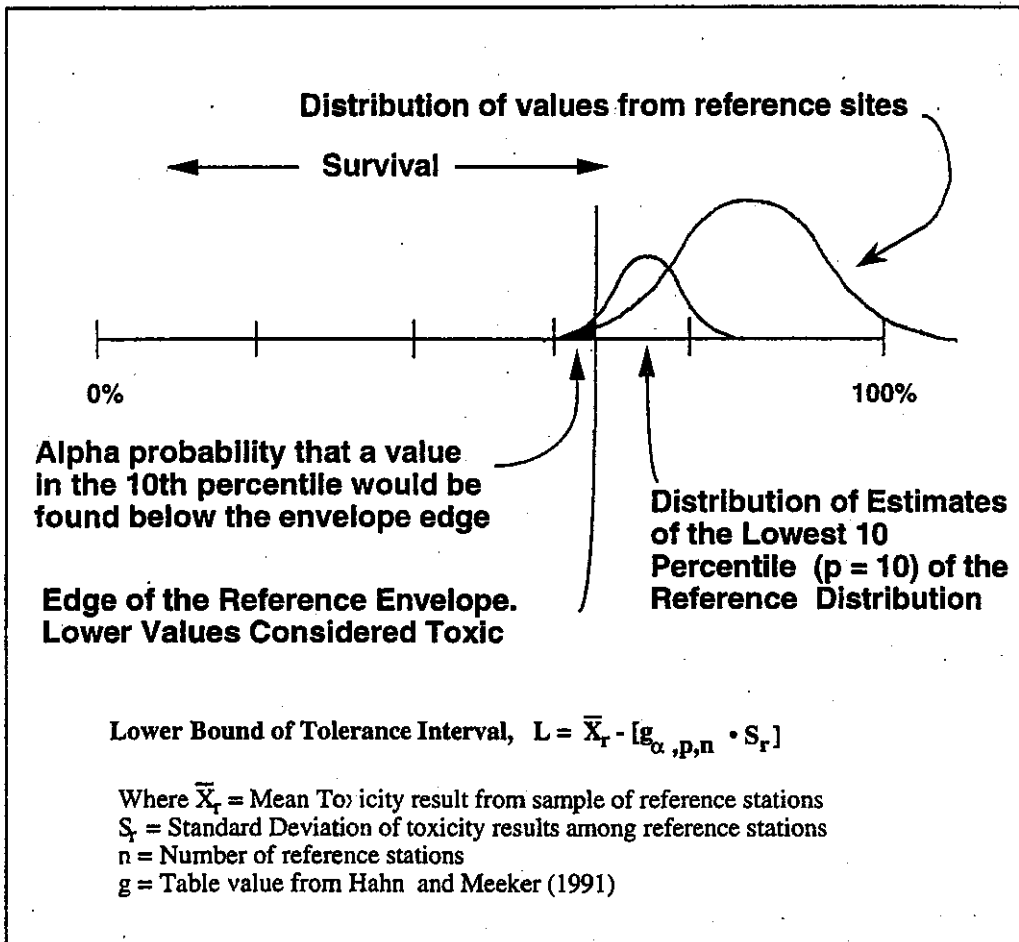 Distribution of values from reference sites
Survival
0%
100%
Alpha probability that a value
in the 10th percentile would be
found below the envelope edge
Distribution of Estimates
of the Lowest 10
Percentile (p = 10) of the
Reference Distribution
Edge of the Reference Envelope.
Lower Values Considered Toxic
Lower Bound of Tolerance Interval, L = X̄r - [gα,p,n • Sr]
Where X̄r = Mean Toxicity result from sample of reference stations
Sr = Standard Deviation of toxicity results among reference stations
n = Number of reference stations
g = Table value from Hahn and Meeker (1991)